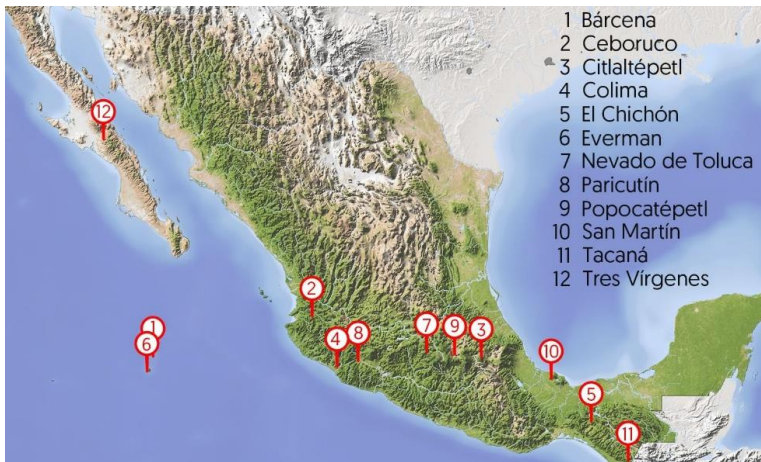 1 Bárcena
2 Ceboruco
3 Citlaltépetl
4 Colima
5 El Chichón
6 Everman
7 Nevado de Toluca
8 Paricutín
9 Popocatépetl
10 San Martín
11 Tacaná
12 Tres Vírgenes
12
2
1
6
4
8
7
9
3
10
5
11